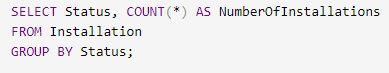 SELECT Status, COUNT(*) AS NumberOfInstallations
FROM Installation
GROUP BY Status;